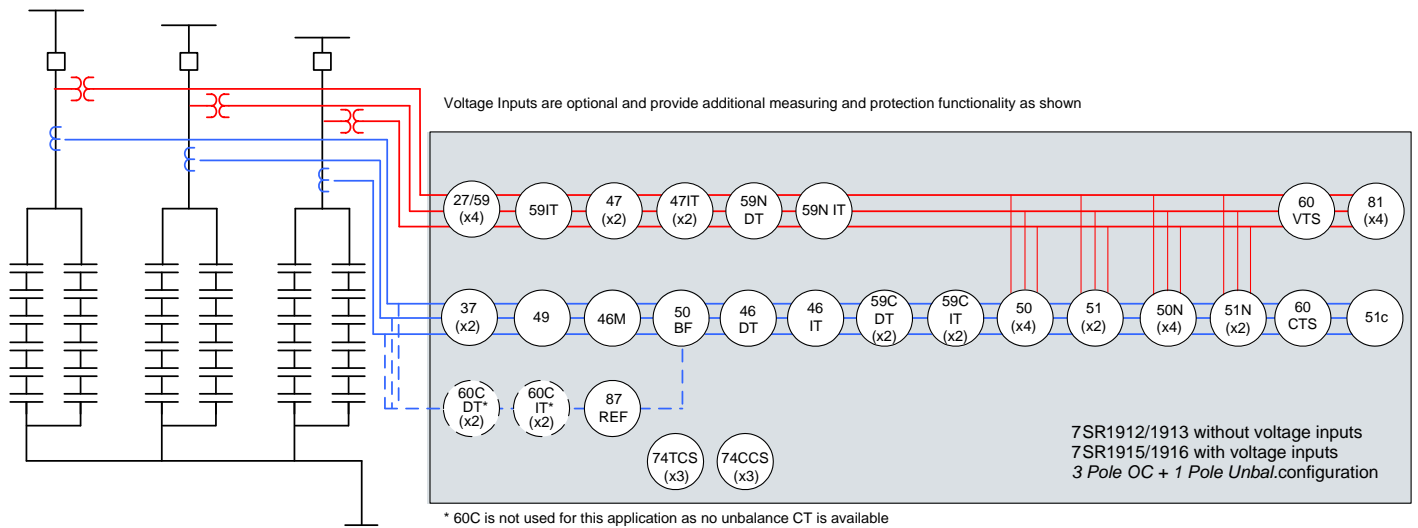 Voltage Inputs are optional and provide additional measuring and protection functionality as shown
27/59
(x4)
59IT
47
(x2)
47IT
(x2)
59N
DT
59N IT
60
VTS
81
(x4)
37
(x2)
49
46M
50
BF
46
DT
46
IT
59C
DT
(x2)
59C
IT
(x2)
50
(x4)
51
(x2)
50N
(x4)
51N
(x2)
60
CTS
51c
60C
DT*
(x2)
60C
IT*
(x2)
87
REF
74TCS
(x3)
74CCS
(x3)
7SR1912/1913 without voltage inputs
7SR1915/1916 with voltage inputs
3 Pole OC + 1 Pole Unbal.configuration
* 60C is not used for this application as no unbalance CT is available